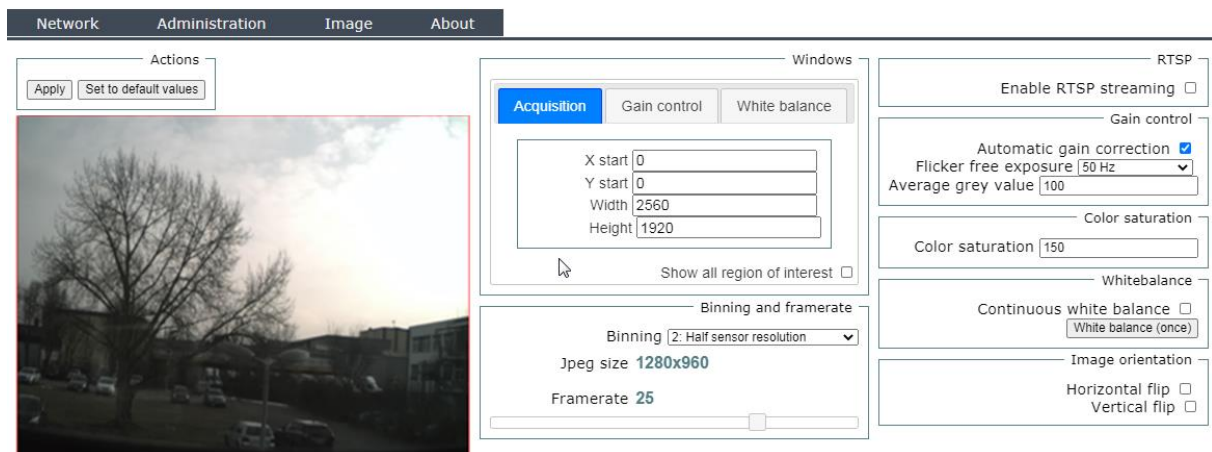 Network Administration Image About
Actions
Apply Set to default values
Windows
Acquisition Gain control White balance
X start 0
Y start 0
Width 2560
Height 1920
Show all region of interest
Binning and framerate
Binning 2: Half sensor resolution
Jpeg size 1280x960
Framerate 25
RTSP
Enable RTSP streaming
Gain control
Automatic gain correction
Flicker free exposure 50 Hz
Average grey value 100
Color saturation
Color saturation 150
Whitebalance
Continuous white balance
White balance (once)
Image orientation
Horizontal flip
Vertical flip